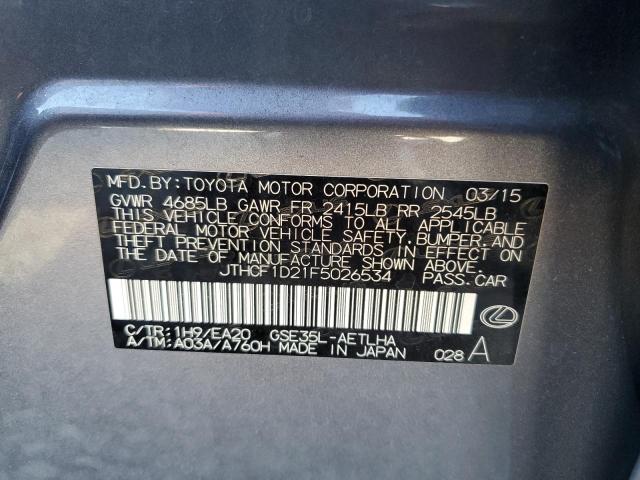 MFD.BY:TOYOTA MOTOR CORPORATION 03/15
GVWR 4685LB GAWR FR 2415LB RR 2545LB
THIS VEHICLE CONFORMS TO ALL APPLICABLE
FEDERAL MOTOR VEHICLE SAFETY,BUMPER,AND
THEFT PREVENTION STANDARDS IN EFFECT ON
THE DATE OF MANUFACTURE SHOWN ABOVE.
JTHCF1D21F5026534 PASS.CAR
C/TR:1H9/EA20 GSE35L-AETLHA
A/TM:A03A/A760H MADE IN JAPAN 028 A